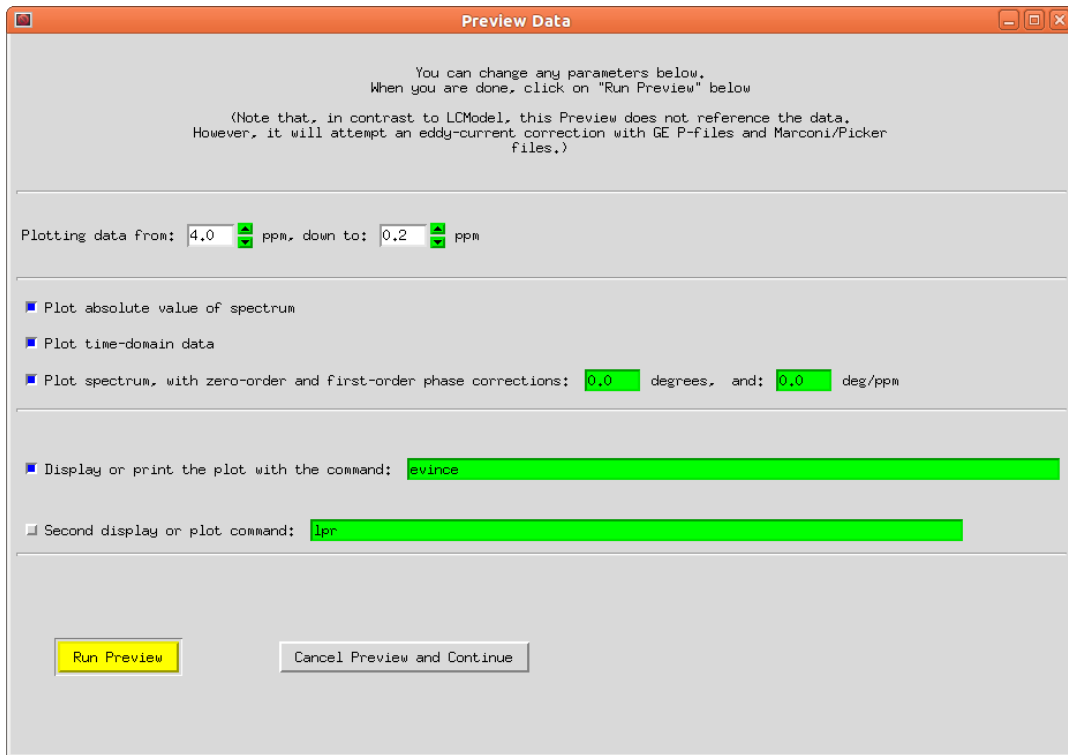 Preview Data
You can change any parameters below.
When you are done, click on "Run Preview" below
(Note that, in contrast to LCModel, this Preview does not reference the data.
However, it will attempt an eddy-current correction with GE P-files and Marconi/Picker
files.)
Plotting data from: 4.0 ppm, down to: 0.2 ppm
Plot absolute value of spectrum
Plot time-domain data
Plot spectrum, with zero-order and first-order phase corrections: 0.0 degrees, and: 0.0 deg/ppm
Display or print the plot with the command: evince
Second display or plot command: lpr
Run Preview Cancel Preview and Continue